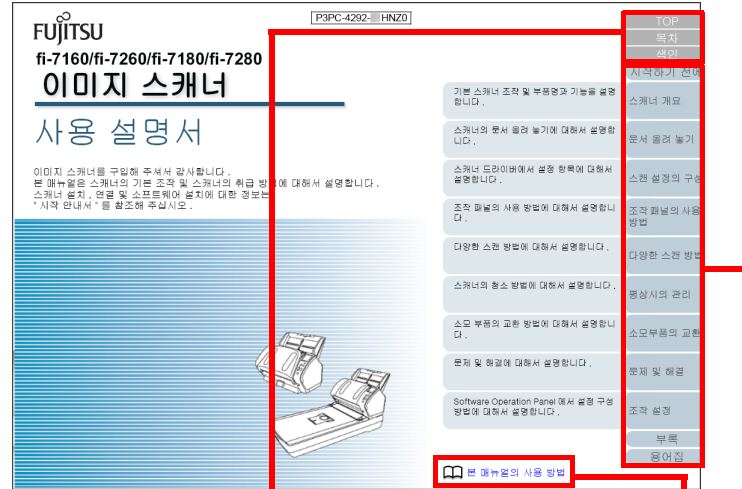 P3PC-4292- HNZ0
FUJITSU
fi-7160/fi-7260/fi-7180/fi-7280
이미지 스캐너
사용 설명서
이미지 스캐너를 구입해 주셔서 감사합니다 .
본 매뉴얼은 스캐너의 기본 조작 및 스캐너의 취급 방 에 대해서 설명합니다 .
스캐너 설치 , 연결 및 소프트웨어 설치에 대한 정보는
" 시작 안내서 " 를 참조해 주십시오 .
TOP
목차
색인
시작하기 전에
기본 스캐너 조작 및 부품명과 기능을 설명
합니다 .
스캐너 개요
스캐너의 문서 올려 놓기에 대해서 설명합
니다 .
문서 올려 놓기
스캐너 드라이버에서 설정 항목에 대해서
설명합니다 .
스캔 설정의 구성
조작 패널의 사용 방법에 대해서 설명합니
다 .
조작 패널의 사용
방법
다양한 스캔 방법에 대해서 설명합니다 .
다양한 스캔 방법
스캐너의 청소 방법에 대해서 설명합니다 .
평상시의 관리
소모 부품의 교환 방법에 대해서 설명합니
다 .
소모부품의 교환
문제 및 해결에 대해서 설명합니다 .
문제 및 해결
Software Operation Panel 에서 설정 구성
방법에 대해서 설명합니다 .
조작 설정
부록
용어집
본 매뉴얼의 사용 방법